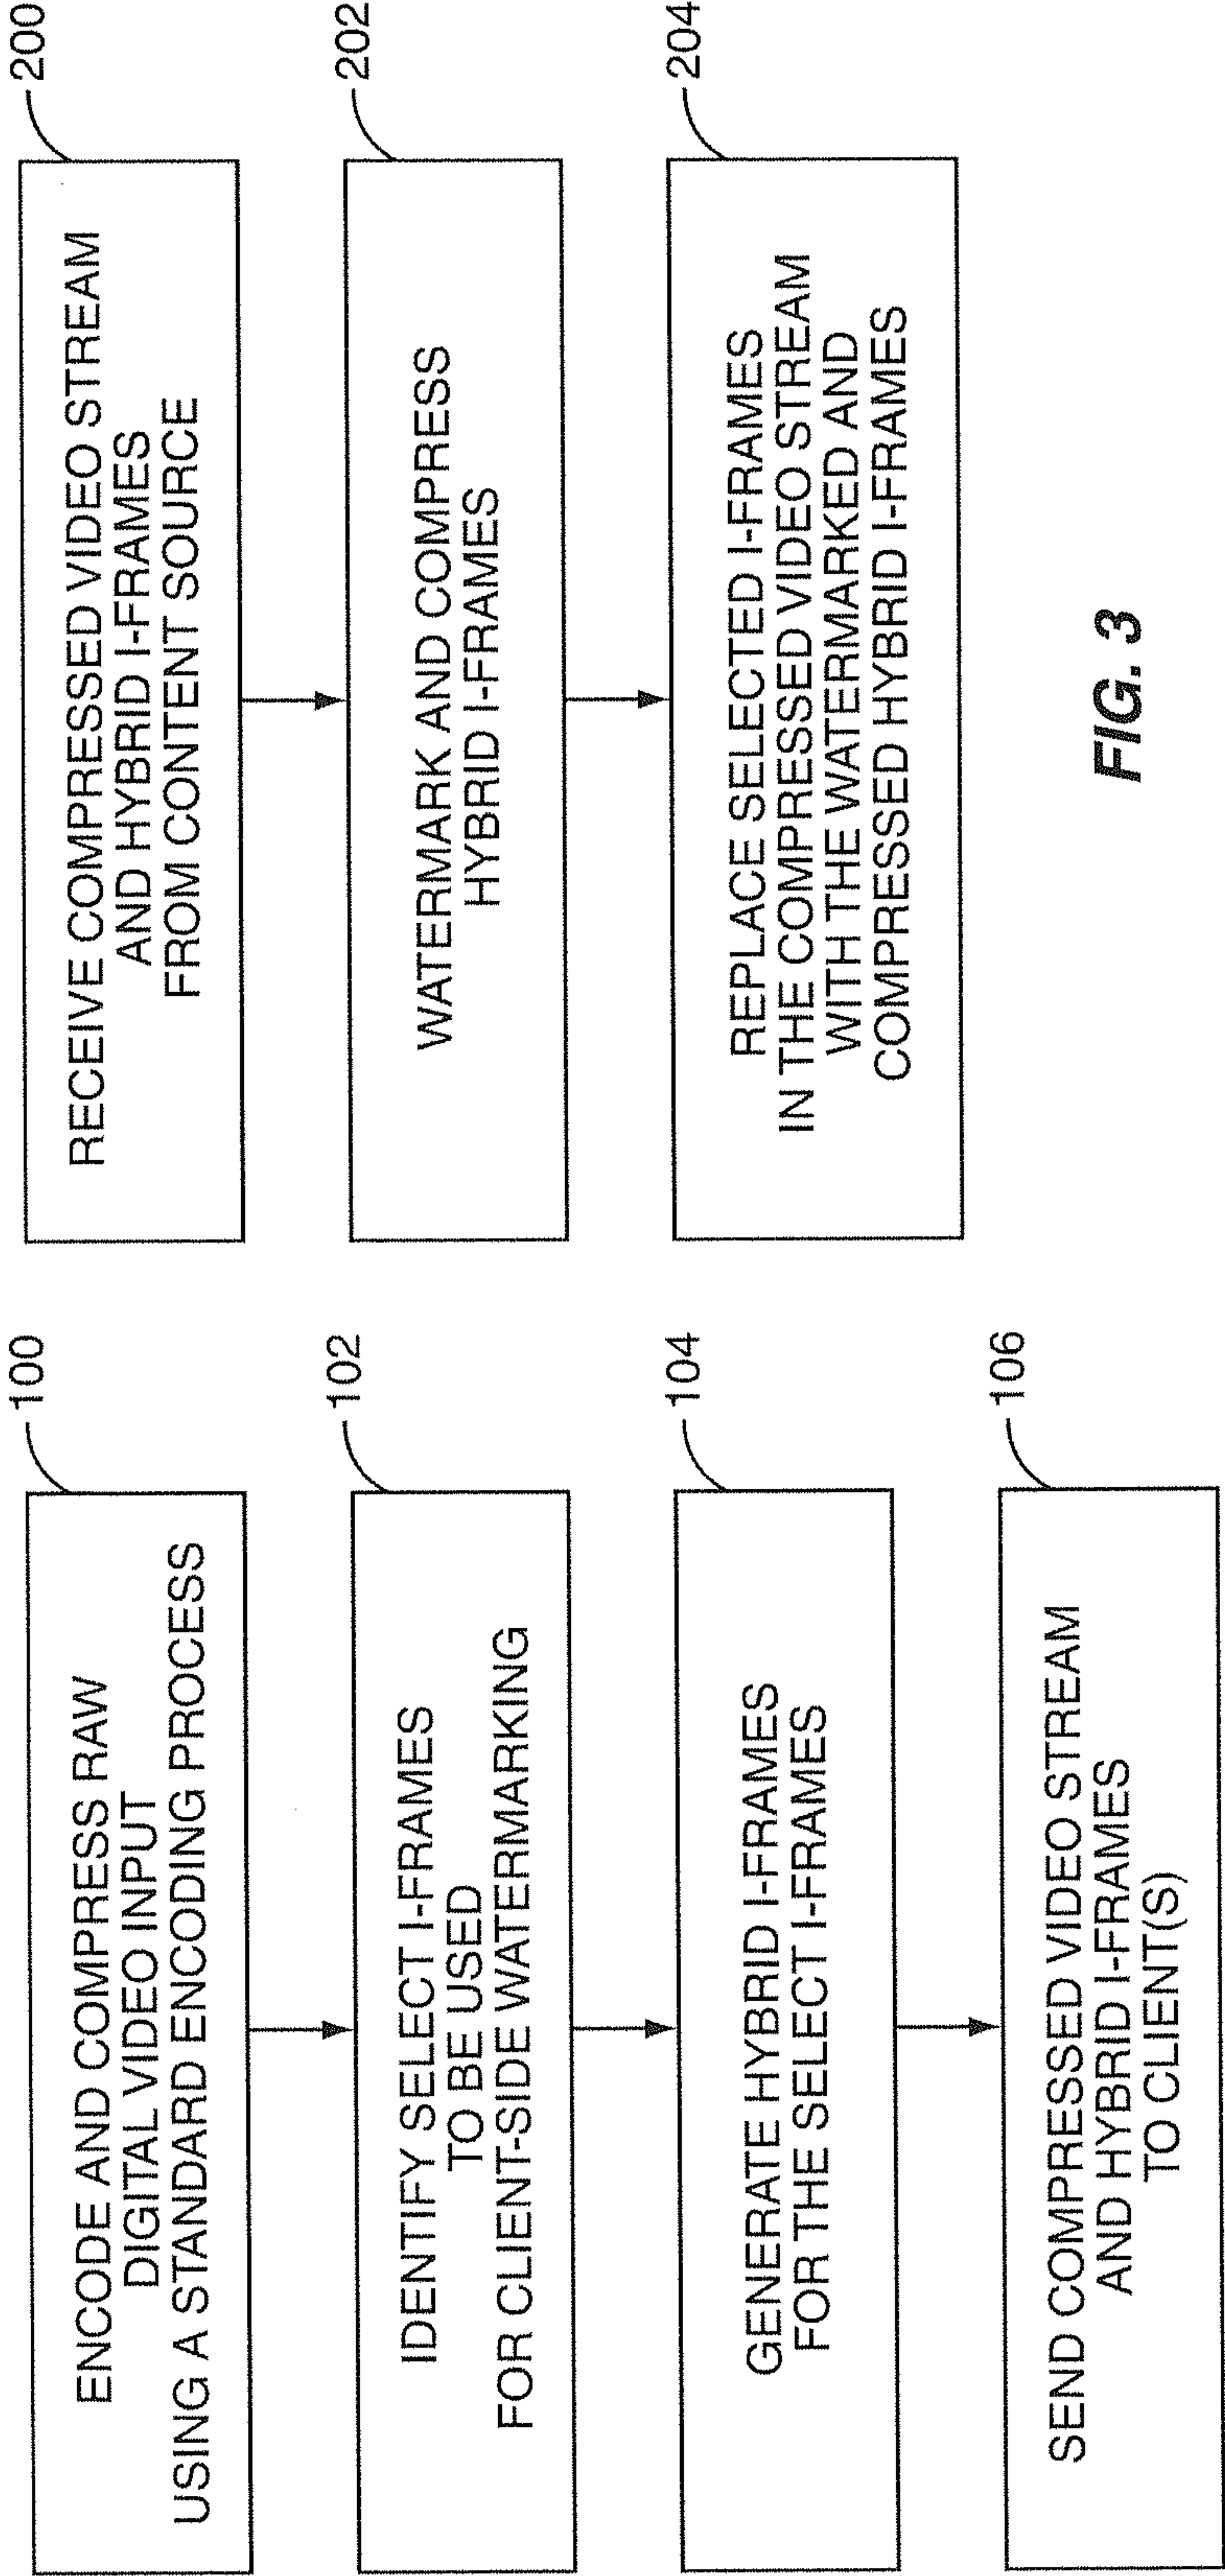 100
ENCODE AND COMPRESS RAW
DIGITAL VIDEO INPUT
USING A STANDARD ENCODING PROCESS
102
IDENTIFY SELECT I-FRAMES
TO BE USED
FOR CLIENT-SIDE WATERMARKING
104
GENERATE HYBRID I-FRAMES
FOR THE SELECT I-FRAMES
106
SEND COMPRESSED VIDEO STREAM
AND HYBRID I-FRAMES
TO CLIENT(S)
200
RECEIVE COMPRESSED VIDEO STREAM
AND HYBRID I-FRAMES
FROM CONTENT SOURCE
202
WATERMARK AND COMPRESS
HYBRID I-FRAMES
204
REPLACE SELECTED I-FRAMES
IN THE COMPRESSED VIDEO STREAM
WITH THE WATERMARKED AND
COMPRESSED HYBRID I-FRAMES
FIG. 3